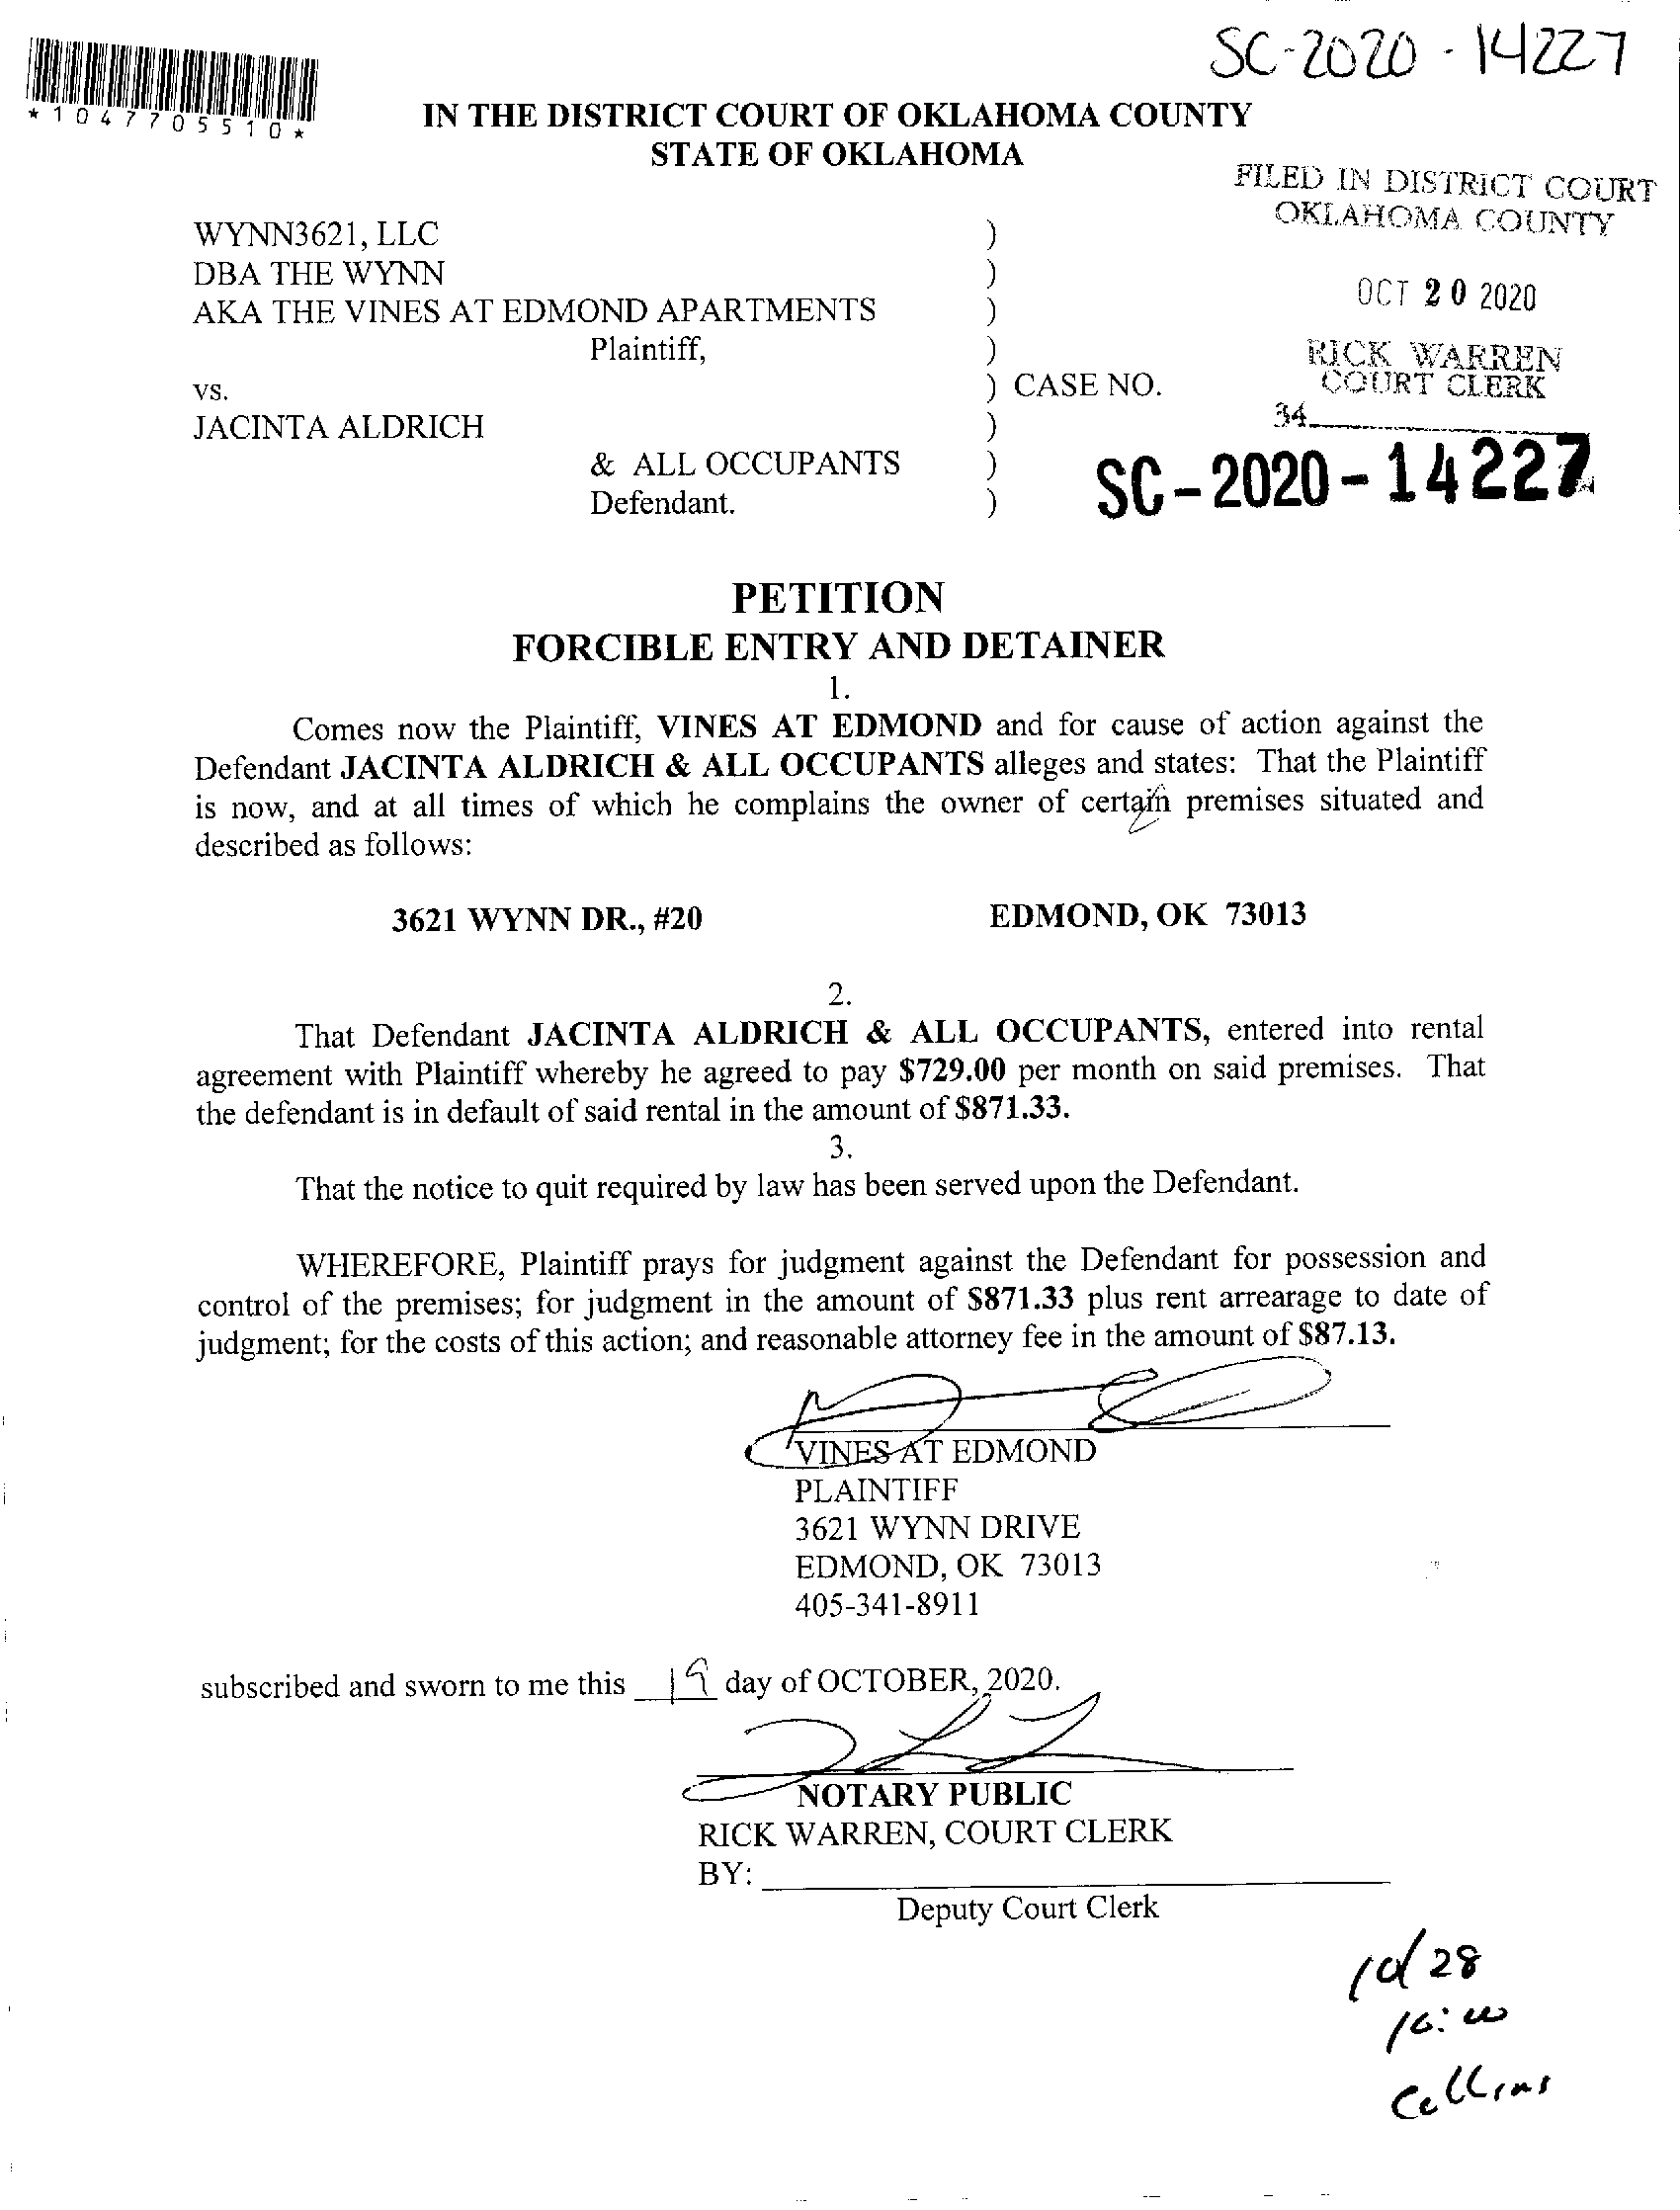 SC-2020-14227
*1047705510*
IN THE DISTRICT COURT OF OKLAHOMA COUNTY
STATE OF OKLAHOMA
FILED IN DISTRICT COURT
OKLAHOMA COUNTY
WYNN3621, LLC )
DBA THE WYNN )
OCT 20 2020
AKA THE VINES AT EDMOND APARTMENTS )
Plaintiff, )
RICK WARREN
COURT CLERK
vs. ) CASE NO.
34
JACINTA ALDRICH )
& ALL OCCUPANTS )
SC-2020-14227
Defendant. )
PETITION
FORCIBLE ENTRY AND DETAINER
1.
Comes now the Plaintiff, VINES AT EDMOND and for cause of action against the
Defendant JACINTA ALDRICH & ALL OCCUPANTS alleges and states: That the Plaintiff
is now, and at all times of which he complains the owner of certain premises situated and
described as follows:
3621 WYNN DR., #20 EDMOND, OK 73013
2.
That Defendant JACINTA ALDRICH & ALL OCCUPANTS, entered into rental
agreement with Plaintiff whereby he agreed to pay $729.00 per month on said premises. That
the defendant is in default of said rental in the amount of $871.33.
3.
That the notice to quit required by law has been served upon the Defendant.
WHEREFORE, Plaintiff prays for judgment against the Defendant for possession and
control of the premises; for judgment in the amount of $871.33 plus rent arrearage to date of
judgment; for the costs of this action; and reasonable attorney fee in the amount of $87.13.
VINES AT EDMOND
PLAINTIFF
3621 WYNN DRIVE
EDMOND, OK 73013
405-341-8911
subscribed and sworn to me this 19 day of OCTOBER, 2020.
NOTARY PUBLIC
RICK WARREN, COURT CLERK
BY:
Deputy Court Clerk
10/28
Collins